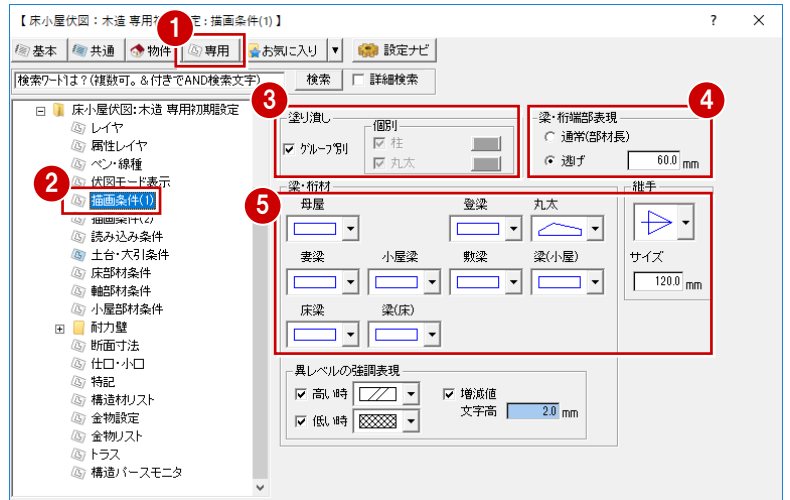 【床小屋伏図：木造 専用初期設定：描画条件(1)】
? ×
1
基本 共通 物件 専用 お気に入り ▼ 設定ナビ
検索ワードは？(複数可。&付きでAND検索文字) 検索 詳細検索
床小屋伏図:木造 専用初期設定
レイヤ
属性レイヤ
ペン・線種
伏図モード表示
2
描画条件(1)
描画条件(2)
読み込み条件
土台・大引条件
床部材条件
軸部材条件
小屋部材条件
耐力壁
断面寸法
仕口・小口
特記
構造材リスト
金物設定
金物リスト
トラス
構造パースモニタ
3
塗り潰し
グループ別
個別
柱
丸太
4
梁・桁端部表現
通常(部材長)
逃げ 60.0 mm
5
梁・桁材
母屋 登梁 丸太
妻梁 小屋梁 敷梁 梁(小屋)
床梁 梁(床)
継手
サイズ
120.0 mm
異レベルの強調表現
高い時
低い時
増減値
文字高 2.0 mm